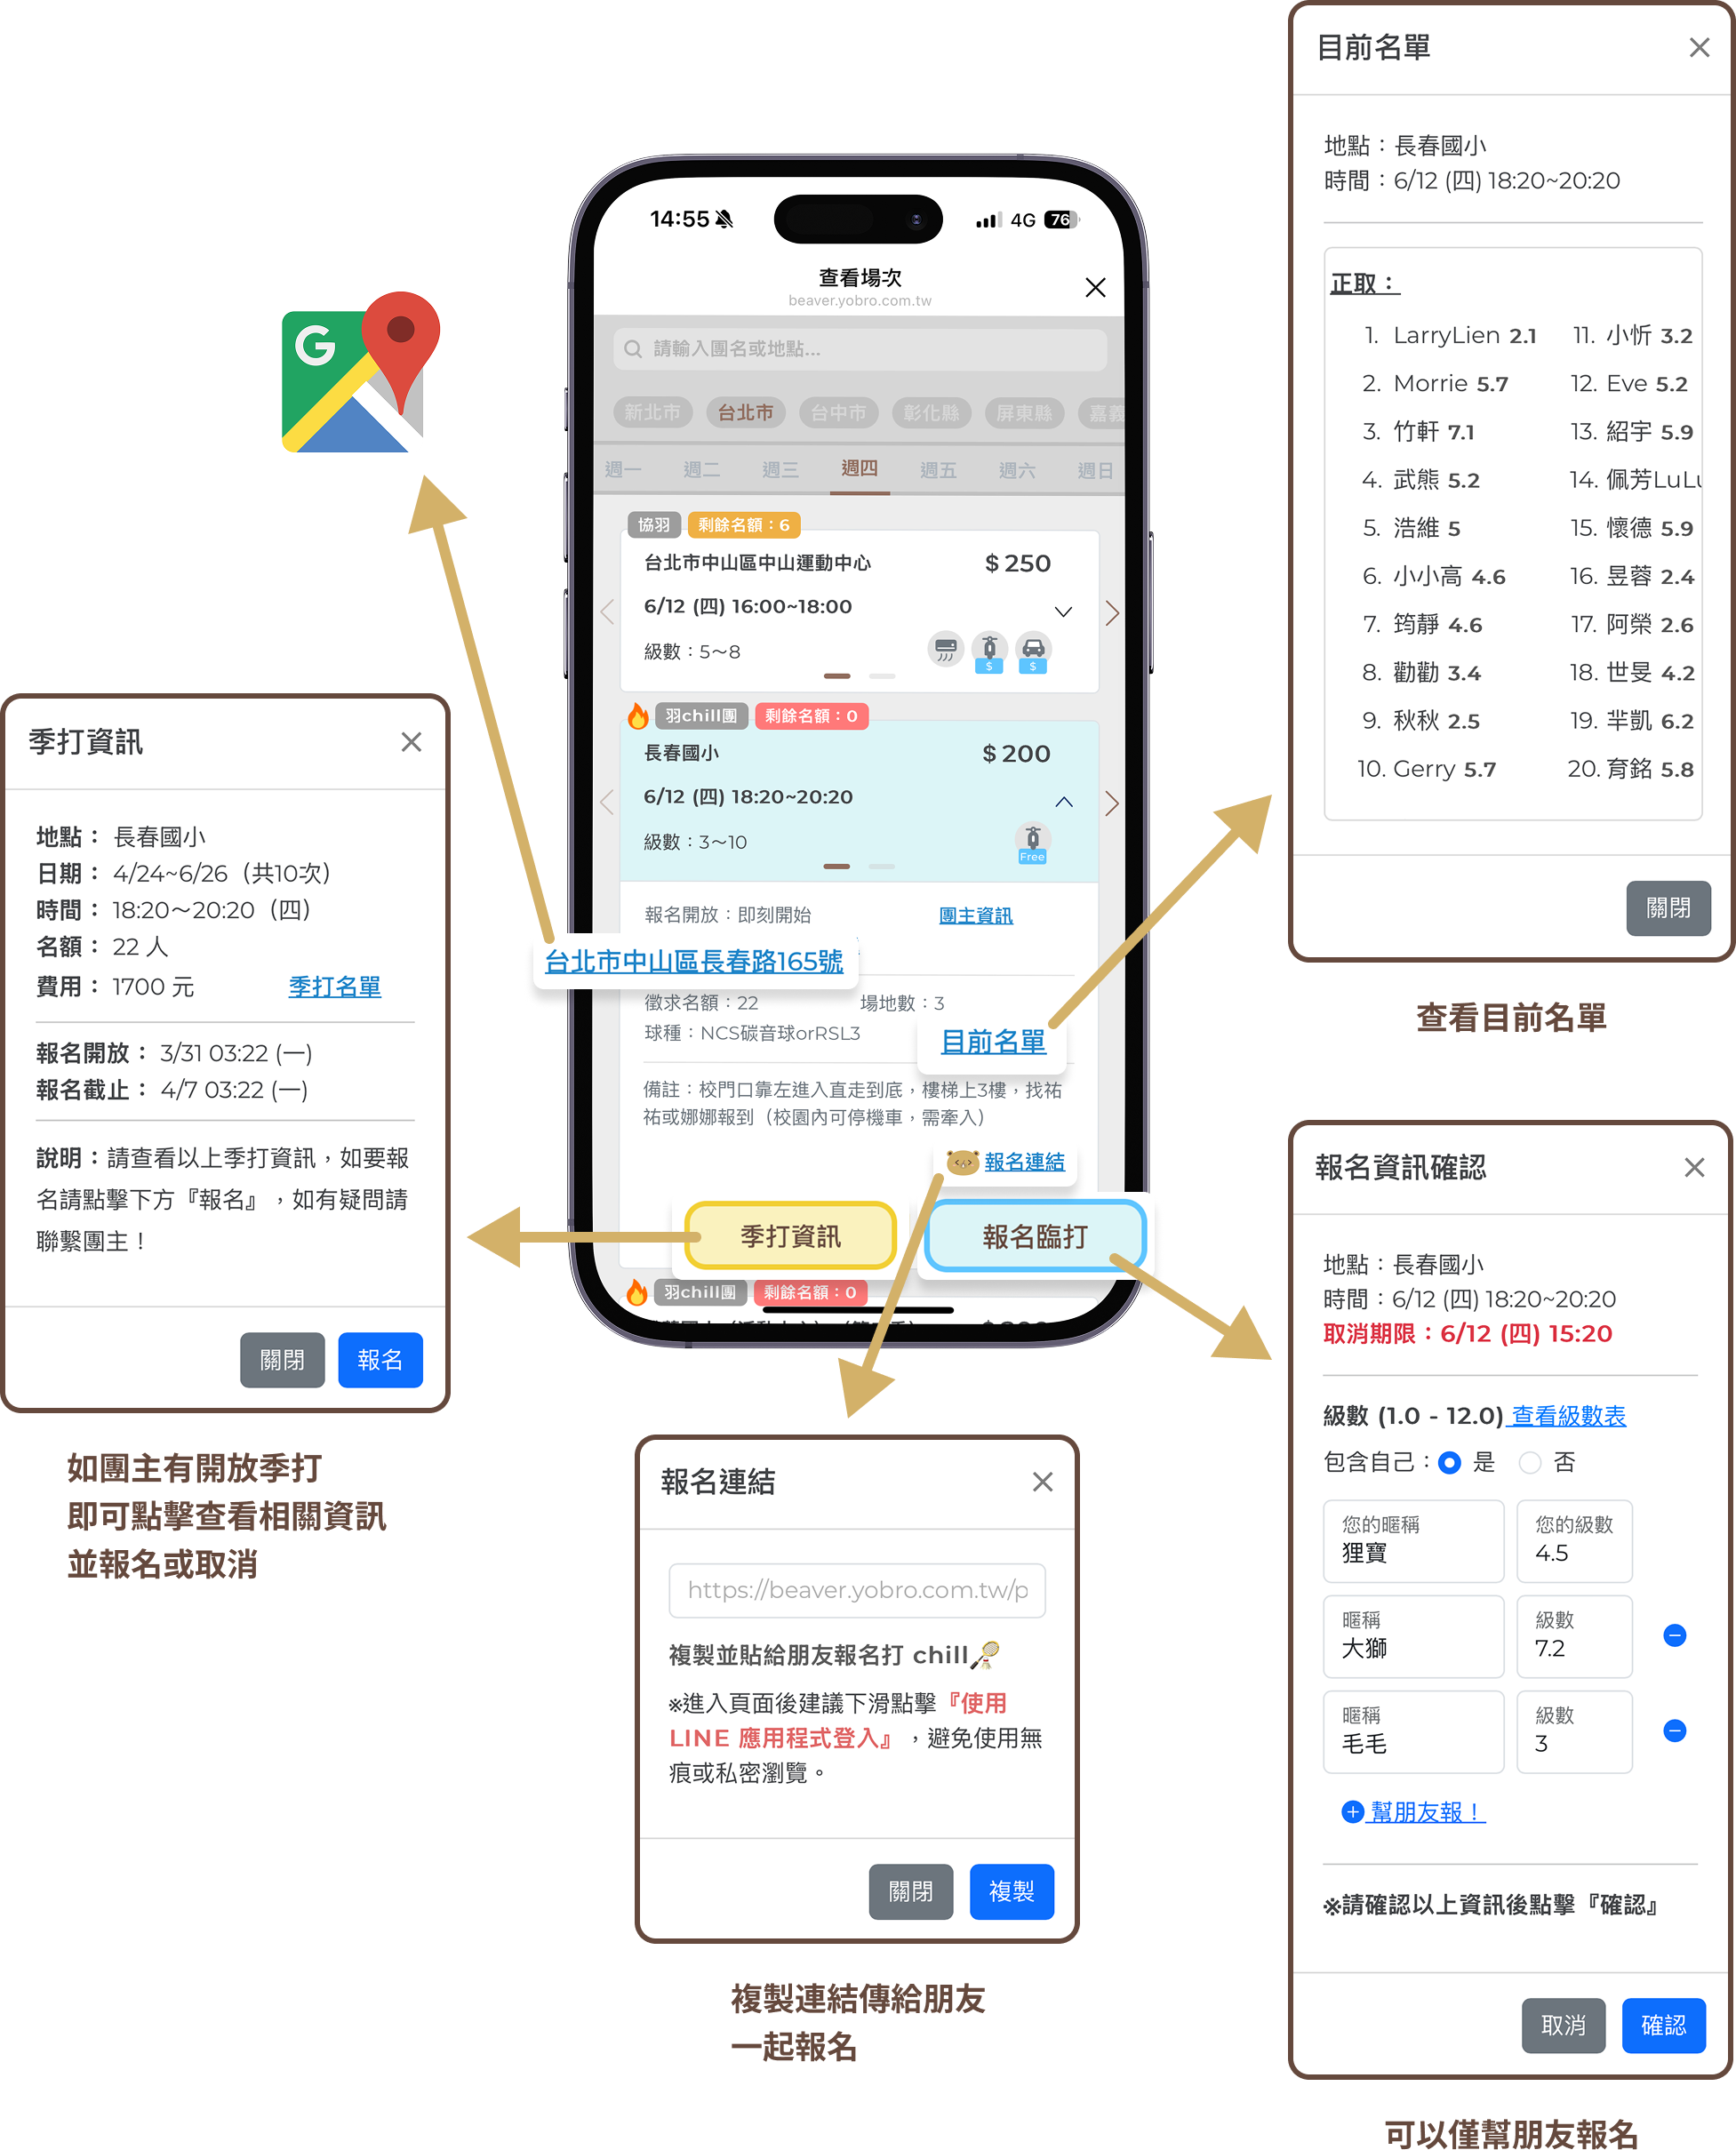 14:55
4G 76
查看場次
beaver.yobro.com.tw
請輸入團名或地點...
新北市 台北市 台中市 彰化縣 屏東縣 嘉義
週一 週二 週三 週四 週五 週六 週日
協羽 剩餘名額：6
台北市中山區中山運動中心 $ 250
6/12 (四) 16:00~18:00
級數：5～8
$ $
羽chill團 剩餘名額：0
長春國小 $ 200
6/12 (四) 18:20~20:20
級數：3～10
Free
報名開放：即刻開始 團主資訊
台北市中山區長春路165號
徵求名額：22 場地數：3
球種：NCS碳音球orRSL3
目前名單
備註：校門口靠左進入直走到底，樓梯上3樓，找祐
祐或娜娜報到（校園內可停機車，需牽入）
報名連結
季打資訊 報名臨打
羽chill團 剩餘名額：0
G
季打資訊
地點： 長春國小
日期： 4/24~6/26（共10次）
時間： 18:20～20:20（四）
名額： 22 人
費用： 1700 元 季打名單
報名開放： 3/31 03:22 (一)
報名截止： 4/7 03:22 (一)
說明：請查看以上季打資訊，如要報
名請點擊下方『報名』，如有疑問請
聯繫團主！
關閉 報名
如團主有開放季打
即可點擊查看相關資訊
並報名或取消
報名連結
https://beaver.yobro.com.tw/p
複製並貼給朋友報名打 chill
※進入頁面後建議下滑點擊『使用
LINE 應用程式登入』，避免使用無
痕或私密瀏覽。
關閉 複製
複製連結傳給朋友
一起報名
目前名單
地點：長春國小
時間：6/12 (四) 18:20~20:20
正取：
1. LarryLien 2.1
2. Morrie 5.7
3. 竹軒 7.1
4. 武熊 5.2
5. 浩維 5
6. 小小高 4.6
7. 筠靜 4.6
8. 勸勸 3.4
9. 秋秋 2.5
10. Gerry 5.7
11. 小忻 3.2
12. Eve 5.2
13. 紹宇 5.9
14. 佩芳LuLu
15. 懷德 5.9
16. 昱蓉 2.4
17. 阿榮 2.6
18. 世旻 4.2
19. 芈凱 6.2
20. 育銘 5.8
關閉
查看目前名單
報名資訊確認
地點：長春國小
時間：6/12 (四) 18:20~20:20
取消期限：6/12 (四) 15:20
級數 (1.0 - 12.0) 查看級數表
包含自己： 是 否
您的暱稱 您的級數
狸寶 4.5
暱稱 級數
大獅 7.2
暱稱 級數
毛毛 3
幫朋友報！
※請確認以上資訊後點擊『確認』
取消 確認
可以僅幫朋友報名